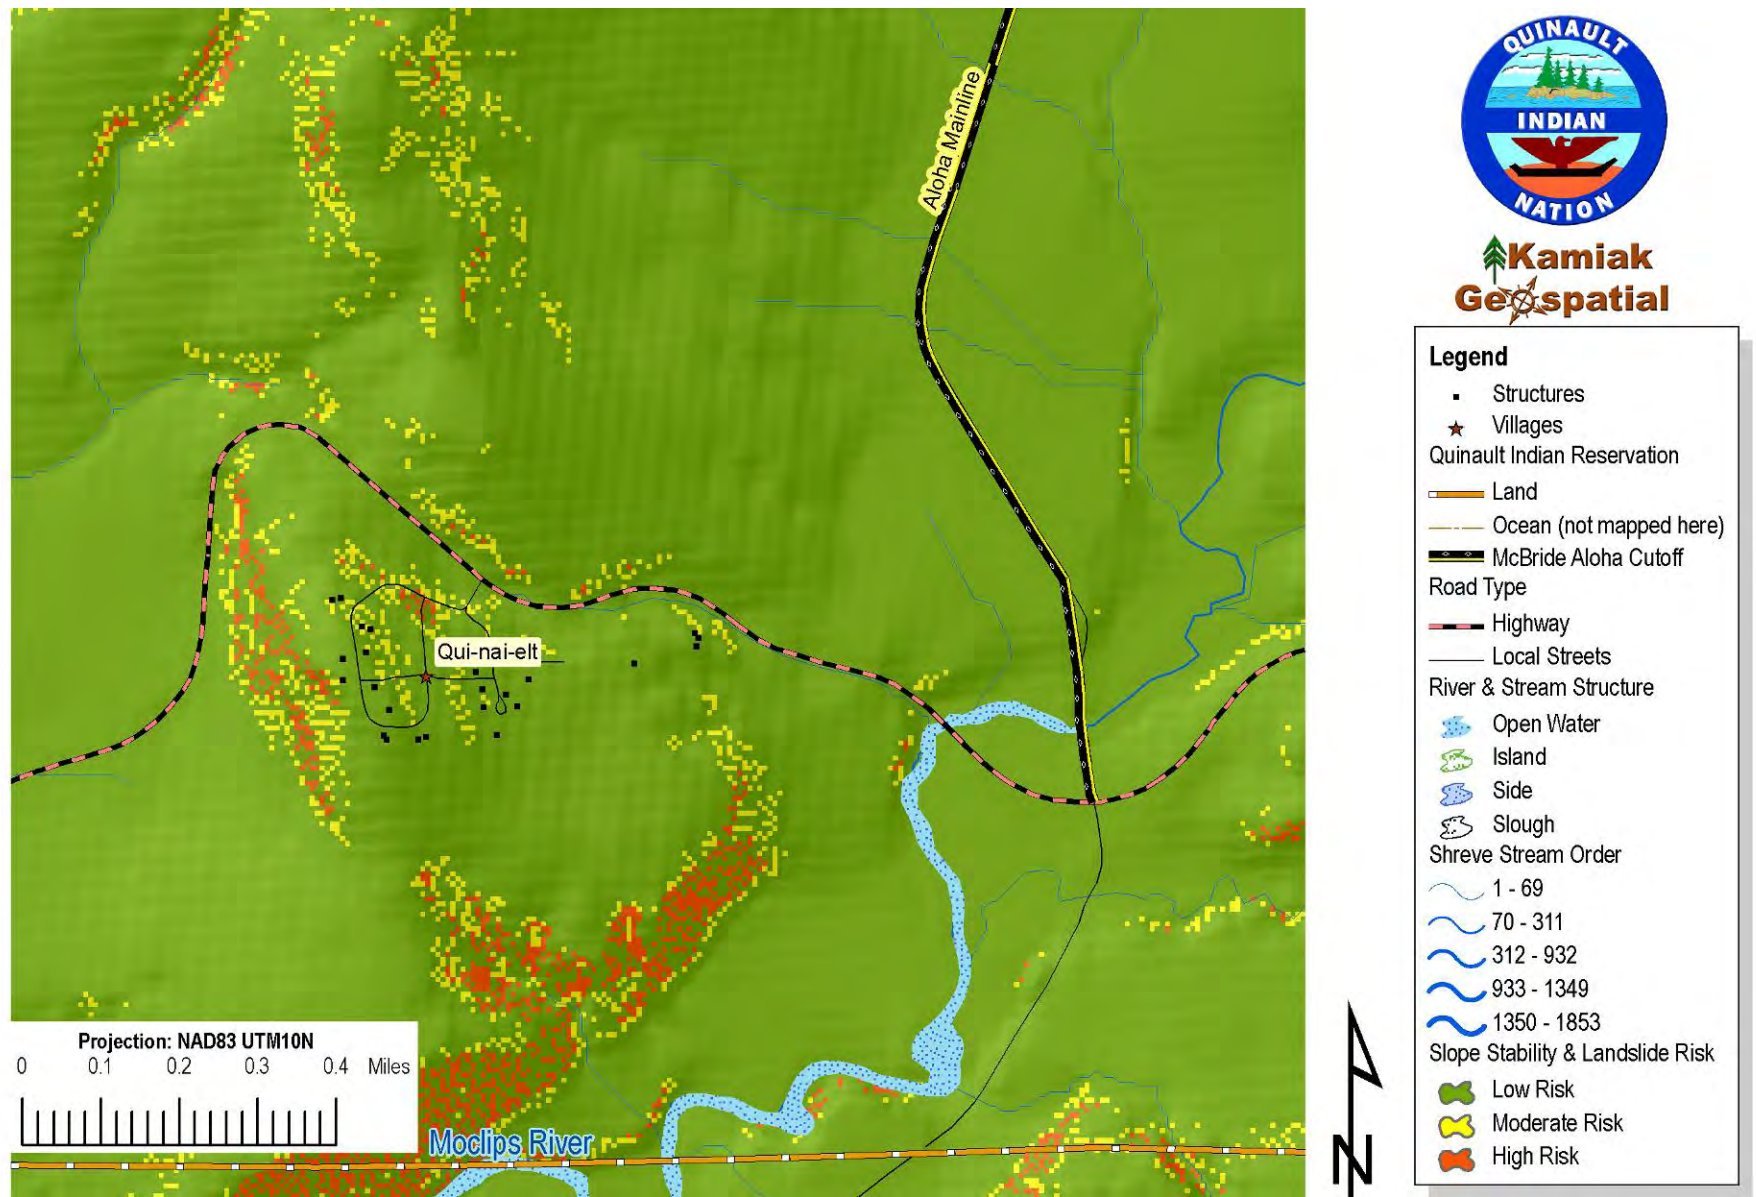 Aloha Mainline
Qui-nai-elt
Projection: NAD83 UTM10N
0 0.1 0.2 0.3 0.4 Miles
Moclips River
QUINAULT
INDIAN
NATION
Kamiak
Geospatial
Legend
Structures
Villages
Quinault Indian Reservation
Land
Ocean (not mapped here)
McBride Aloha Cutoff
Road Type
Highway
Local Streets
River & Stream Structure
Open Water
Island
Side
Slough
Shreve Stream Order
1 - 69
70 - 311
312 - 932
933 - 1349
1350 - 1853
Slope Stability & Landslide Risk
Low Risk
Moderate Risk
High Risk
N